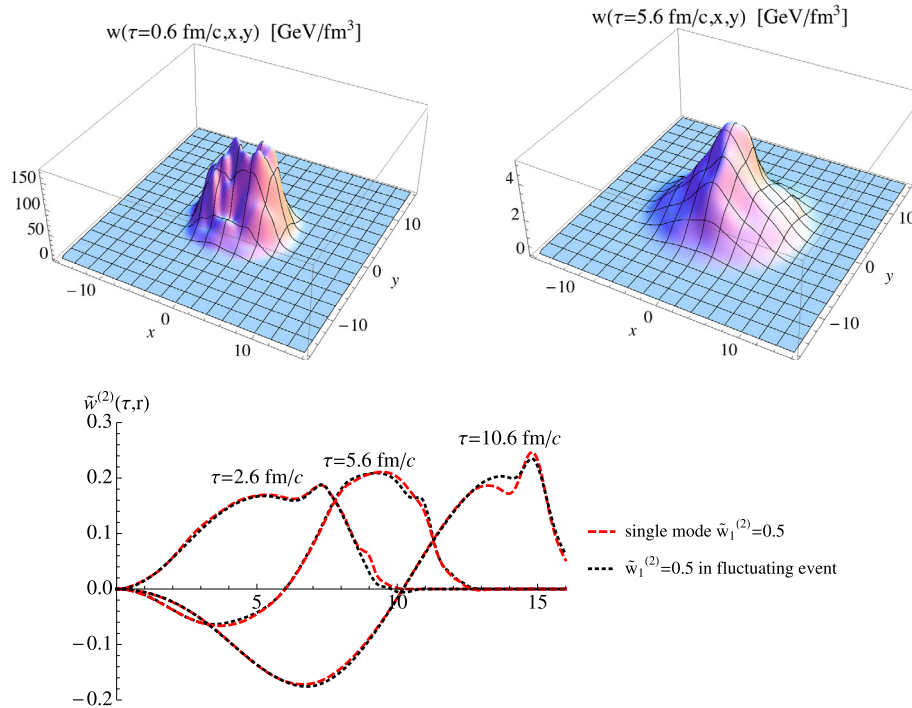 w(τ=0.6 fm/c,x,y) [GeV/fm³]
150
100
50
0
−10
0
10
x
−10
0
10
y
w(τ=5.6 fm/c,x,y) [GeV/fm³]
4
2
0
−10
0
10
x
−10
0
10
y
w̃⁽²⁾(τ,r)
0.3
0.2
0.1
0.0
−0.1
−0.2
5
10
15
τ=2.6 fm/c
τ=5.6 fm/c
τ=10.6 fm/c
single mode w̃₁⁽²⁾=0.5
w̃₁⁽²⁾=0.5 in fluctuating event